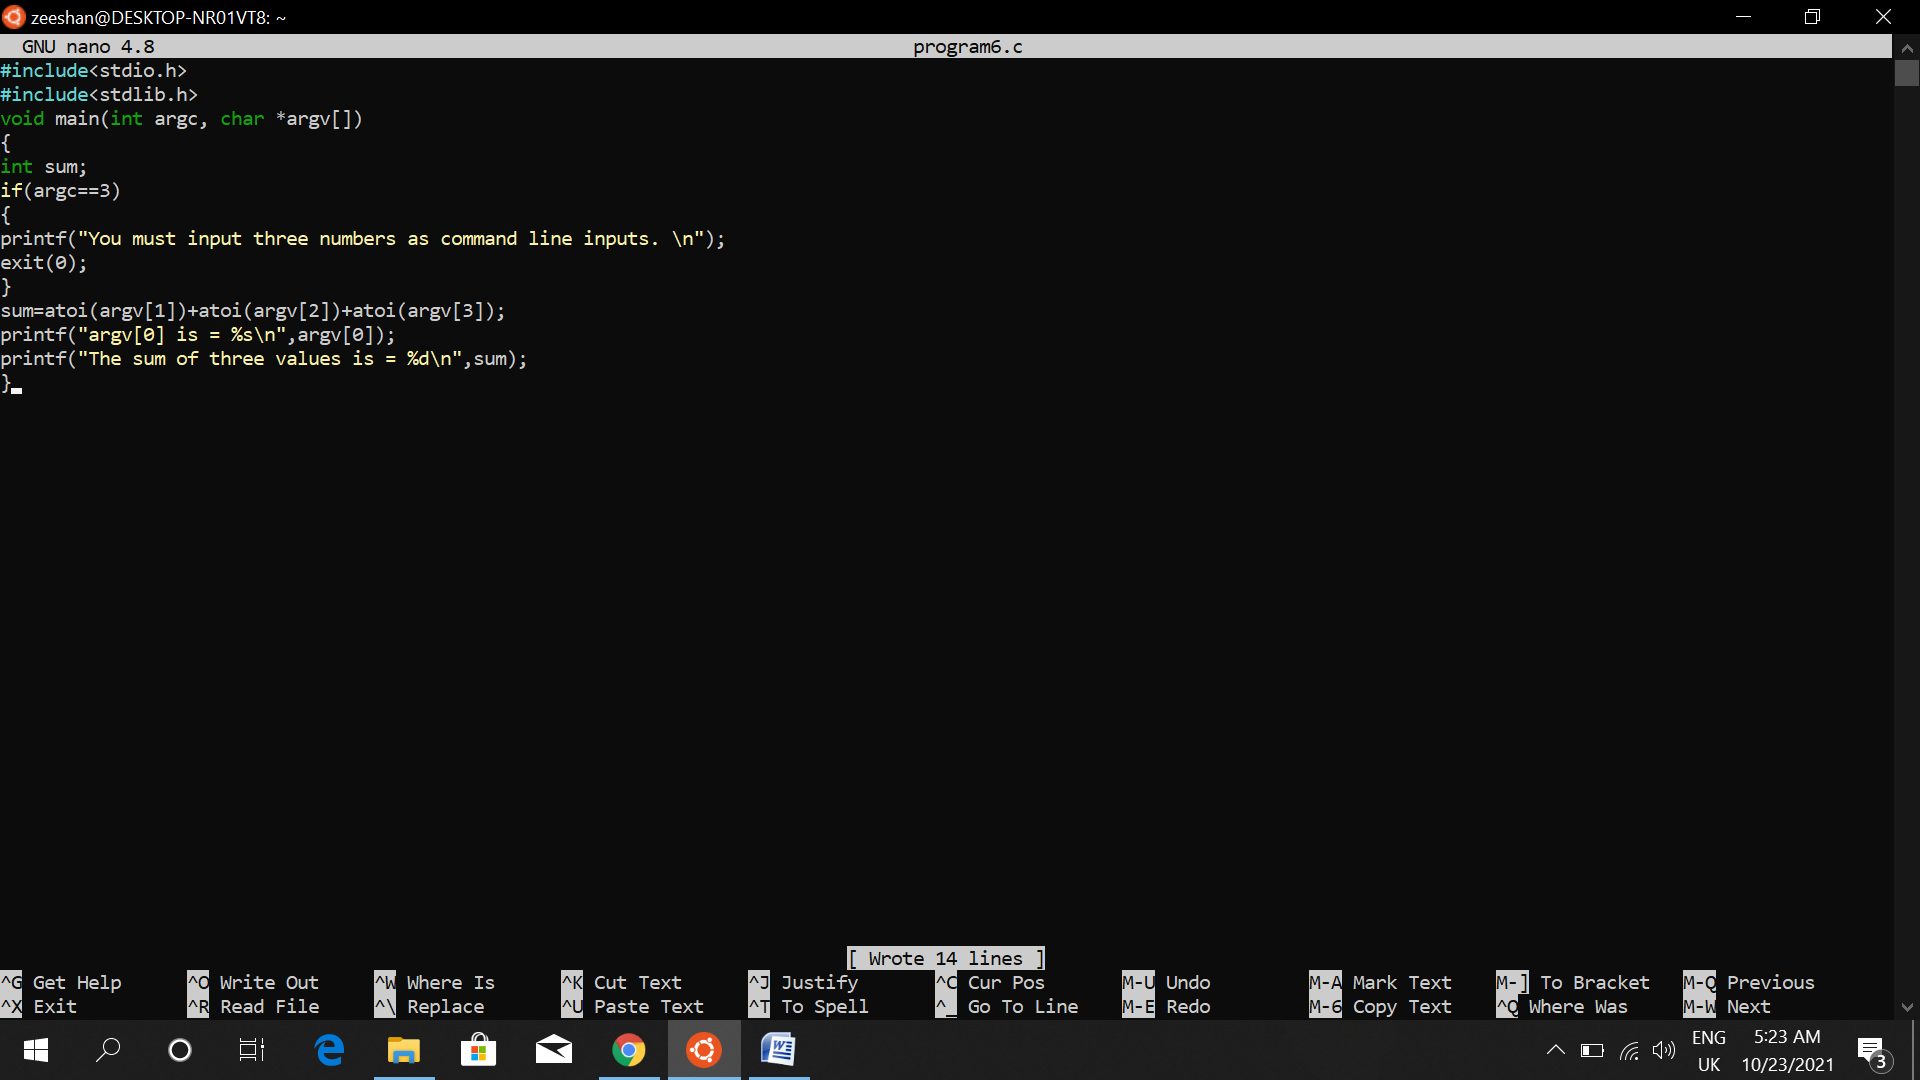 zeeshan@DESKTOP-NR01VT8: ~
GNU nano 4.8 program6.c
#include<stdio.h>
#include<stdlib.h>
void main(int argc, char *argv[])
{
int sum;
if(argc==3)
{
printf("You must input three numbers as command line inputs. \n");
exit(0);
}
sum=atoi(argv[1])+atoi(argv[2])+atoi(argv[3]);
printf("argv[0] is = %s\n",argv[0]);
printf("The sum of three values is = %d\n",sum);
}
[ Wrote 14 lines ]
^G Get Help ^O Write Out ^W Where Is ^K Cut Text ^J Justify ^C Cur Pos M-U Undo M-A Mark Text M-] To Bracket M-Q Previous
^X Exit ^R Read File ^\ Replace ^U Paste Text ^T To Spell ^_ Go To Line M-E Redo M-6 Copy Text ^Q Where Was M-W Next
ENG 5:23 AM
UK 10/23/2021 3